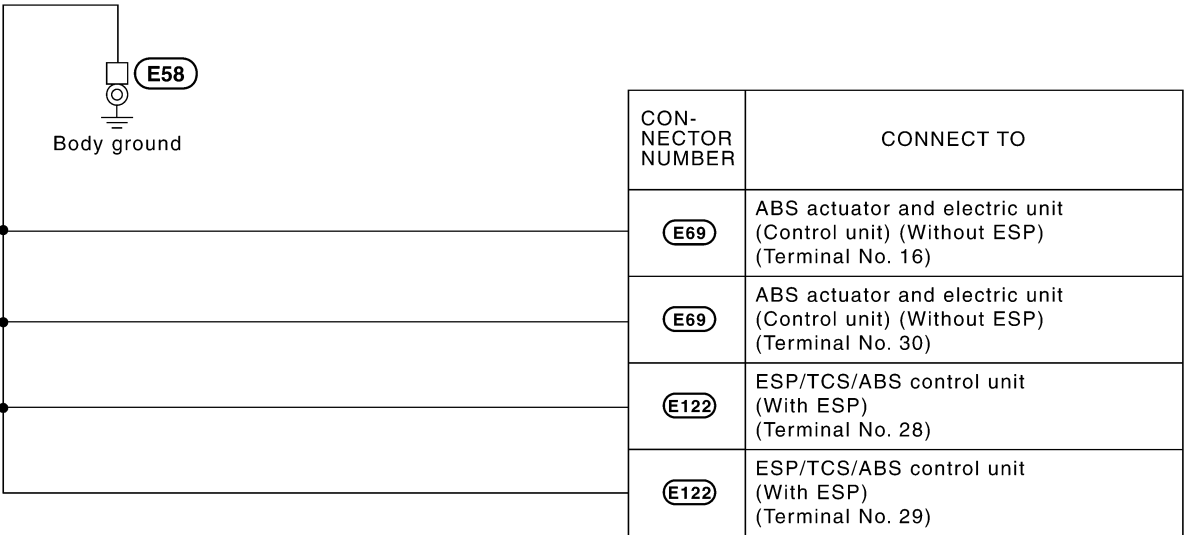 E58
Body ground
CON-
NECTOR
NUMBER
CONNECT TO
E69
ABS actuator and electric unit
(Control unit) (Without ESP)
(Terminal No. 16)
E69
ABS actuator and electric unit
(Control unit) (Without ESP)
(Terminal No. 30)
E122
ESP/TCS/ABS control unit
(With ESP)
(Terminal No. 28)
E122
ESP/TCS/ABS control unit
(With ESP)
(Terminal No. 29)